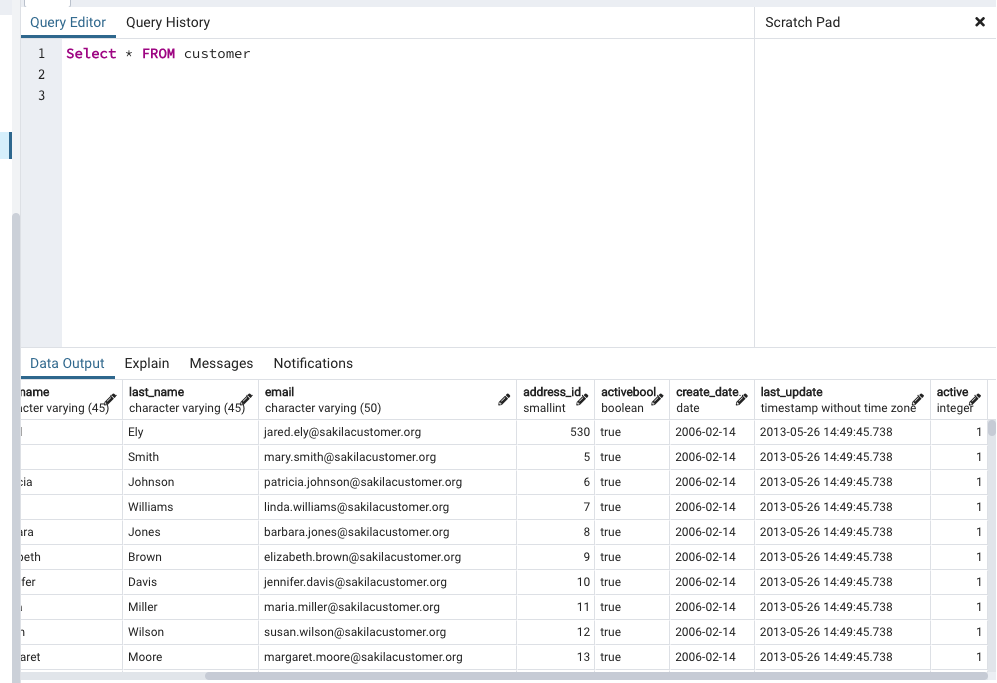 Query Editor Query History Scratch Pad
1 Select * FROM customer
2
3
Data Output Explain Messages Notifications
name last_name email address_id activebool create_date last_update active
character varying (45) character varying (50) smallint boolean date timestamp without time zone integer
Ely jared.ely@sakilacustomer.org 530 true 2006-02-14 2013-05-26 14:49:45.738 1
Smith mary.smith@sakilacustomer.org 5 true 2006-02-14 2013-05-26 14:49:45.738 1
cia Johnson patricia.johnson@sakilacustomer.org 6 true 2006-02-14 2013-05-26 14:49:45.738 1
Williams linda.williams@sakilacustomer.org 7 true 2006-02-14 2013-05-26 14:49:45.738 1
ara Jones barbara.jones@sakilacustomer.org 8 true 2006-02-14 2013-05-26 14:49:45.738 1
beth Brown elizabeth.brown@sakilacustomer.org 9 true 2006-02-14 2013-05-26 14:49:45.738 1
fer Davis jennifer.davis@sakilacustomer.org 10 true 2006-02-14 2013-05-26 14:49:45.738 1
Miller maria.miller@sakilacustomer.org 11 true 2006-02-14 2013-05-26 14:49:45.738 1
Wilson susan.wilson@sakilacustomer.org 12 true 2006-02-14 2013-05-26 14:49:45.738 1
aret Moore margaret.moore@sakilacustomer.org 13 true 2006-02-14 2013-05-26 14:49:45.738 1